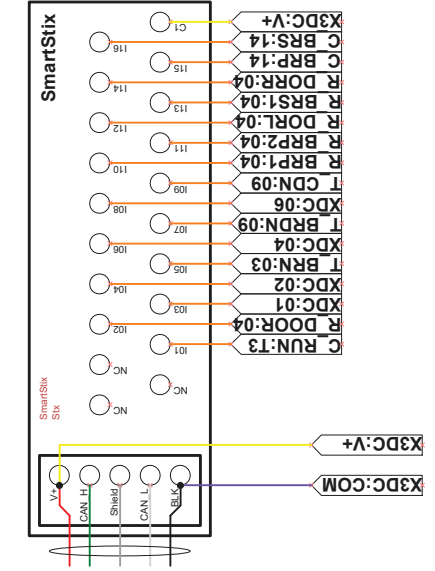 SmartStix
C1 X3DC:V+
I16 C_BRS:14
I15 C_BRP:14
I14 R_DORR:04
I13 R_BRS1:04
I12 R_DORL:04
I11 R_BRP2:04
I10 R_BRP1:04
I09 T_CDN:09
I08 XDC:06
I07 T_BRDN:09
I06 XDC:04
I05 T_BRN:03
I04 XDC:02
I03 XDC:01
I02 R_DOOR:04
I01 C_RUN:T3
NC
NC
NC
SmartStix
Stx
X3DC:V+
X3DC:COM
V+
CAN H
Shield
CAN L
BLK